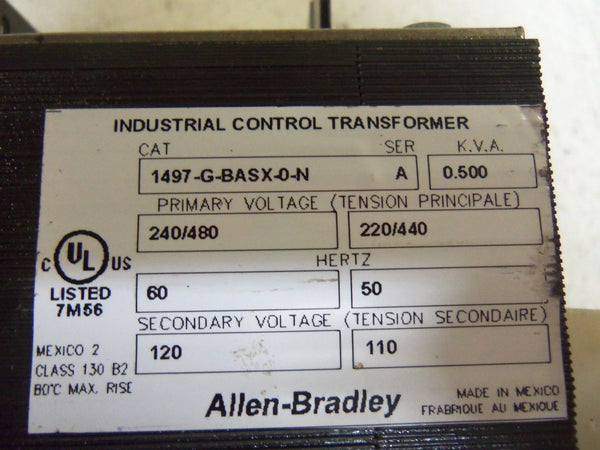 INDUSTRIAL CONTROL TRANSFORMER
CAT SER K.V.A.
1497-G-BASX-0-N A 0.500
PRIMARY VOLTAGE (TENSION PRINCIPALE)
240/480 220/440
HERTZ
C UL US
LISTED
7M56
60 50
SECONDARY VOLTAGE (TENSION SECONDAIRE)
120 110
MEXICO 2
CLASS 130 B2
80°C MAX. RISE
Allen-Bradley
MADE IN MEXICO
FRABRIQUE AU MEXIQUE